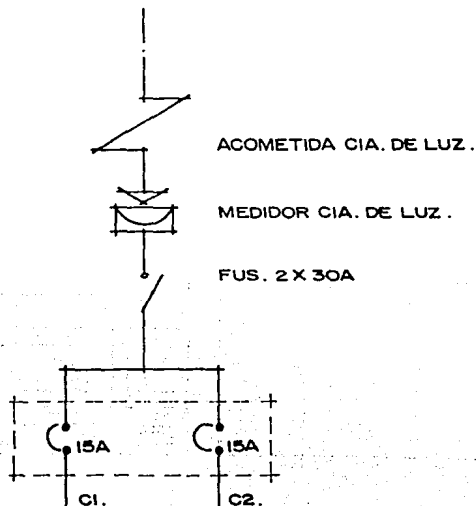 ACOMETIDA CIA. DE LUZ.
MEDIDOR CIA. DE LUZ.
FUS. 2 X 30A
15A 15A
C1. C2.